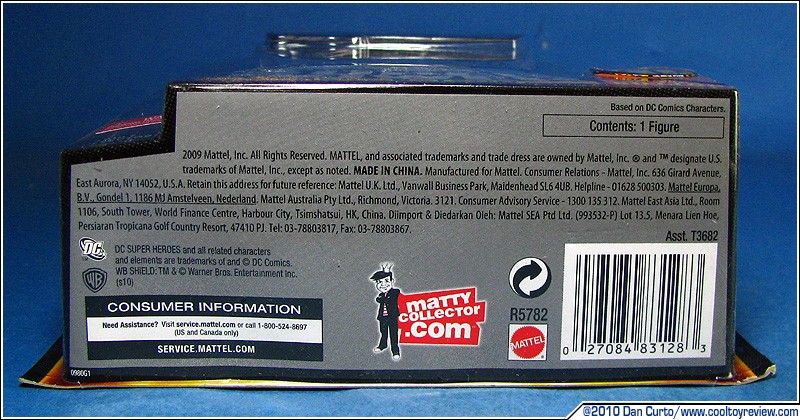 Based on DC Comics Characters.
Contents: 1 Figure
2009 Mattel, Inc. All Rights Reserved. MATTEL, and associated trademarks and trade dress are owned by Mattel, Inc. ® and ™ designate U.S.
trademarks of Mattel, Inc., except as noted. MADE IN CHINA. Manufactured for Mattel. Consumer Relations - Mattel, Inc. 636 Girard Avenue,
East Aurora, NY 14052, U.S.A. Retain this address for future reference: Mattel U.K. Ltd., Vanwall Business Park, Maidenhead SL6 4UB. Helpline - 01628 500303. Mattel Europa,
B.V., Gondel 1, 1186 MJ Amstelveen, Nederland. Mattel Australia Pty Ltd., Richmond, Victoria. 3121. Consumer Advisory Service - 1300 135 312. Mattel East Asia Ltd., Room
1106, South Tower, World Finance Centre, Harbour City, Tsimshatsui, HK, China. Diimport & Diedarkan Oleh: Mattel SEA Ptd Ltd. (993532-P) Lot 13.5, Menara Lien Hoe,
Persiaran Tropicana Golf Country Resort, 47410 PJ. Tel: 03-78803817, Fax: 03-78803867.
Asst. T3682
DC
DC SUPER HEROES and all related characters
and elements are trademarks of and © DC Comics.
WB SHIELD: TM & © Warner Bros. Entertainment Inc.
(s10)
CONSUMER INFORMATION
Need Assistance? Visit service.mattel.com or call 1-800-524-8697
(US and Canada only)
SERVICE.MATTEL.COM
0980G1
MATTY
COLLECTOR
.COM™
R5782
MATTEL
0 27084 83128 3
©2010 Dan Curto/www.cooltoyreview.com